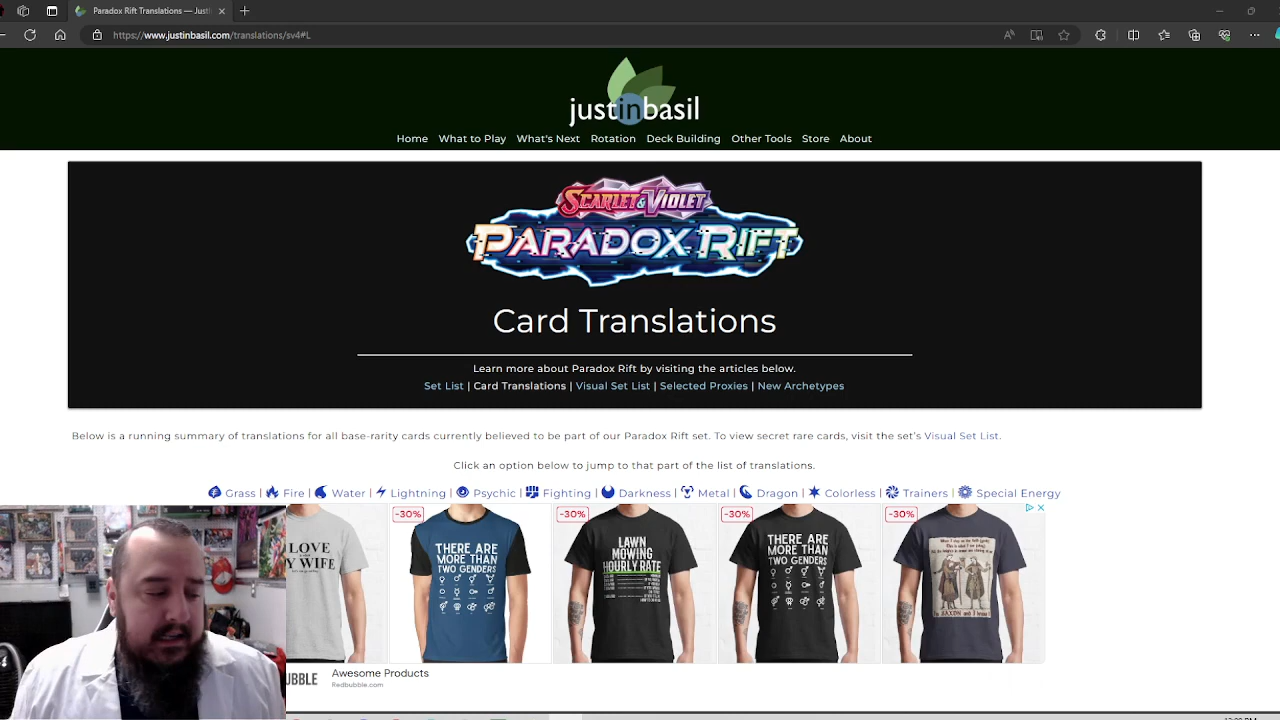 Paradox Rift Translations — Justi
https://www.justinbasil.com/translations/sv4#L
justinbasil
Home What to Play What's Next Rotation Deck Building Other Tools Store About
SCARLET & VIOLET
PARADOX RIFT
Card Translations
Learn more about Paradox Rift by visiting the articles below.
Set List | Card Translations | Visual Set List | Selected Proxies | New Archetypes
Below is a running summary of translations for all base-rarity cards currently believed to be part of our Paradox Rift set. To view secret rare cards, visit the set's Visual Set List.
Click an option below to jump to that part of the list of translations.
Grass | Fire | Water | Lightning | Psychic | Fighting | Darkness | Metal | Dragon | Colorless | Trainers | Special Energy
-30% -30% -30% -30%
LOVE
Y WIFE
THERE ARE
MORE THAN
TWO GENDERS
LAWN
MOWING
HOURLY RATE
THERE ARE
MORE THAN
TWO GENDERS
Awesome Products
Redbubble.com
UBBLE